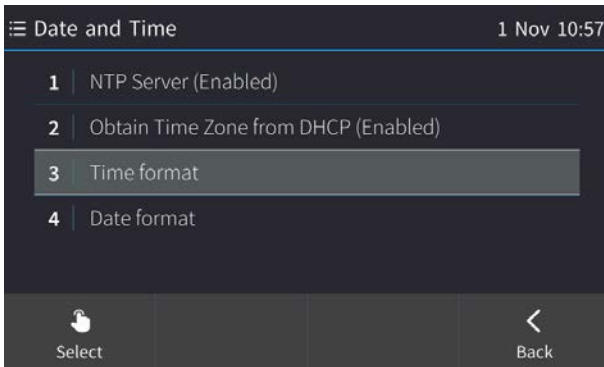 Date and Time 1 Nov 10:57
1 NTP Server (Enabled)
2 Obtain Time Zone from DHCP (Enabled)
3 Time format
4 Date format
Select Back